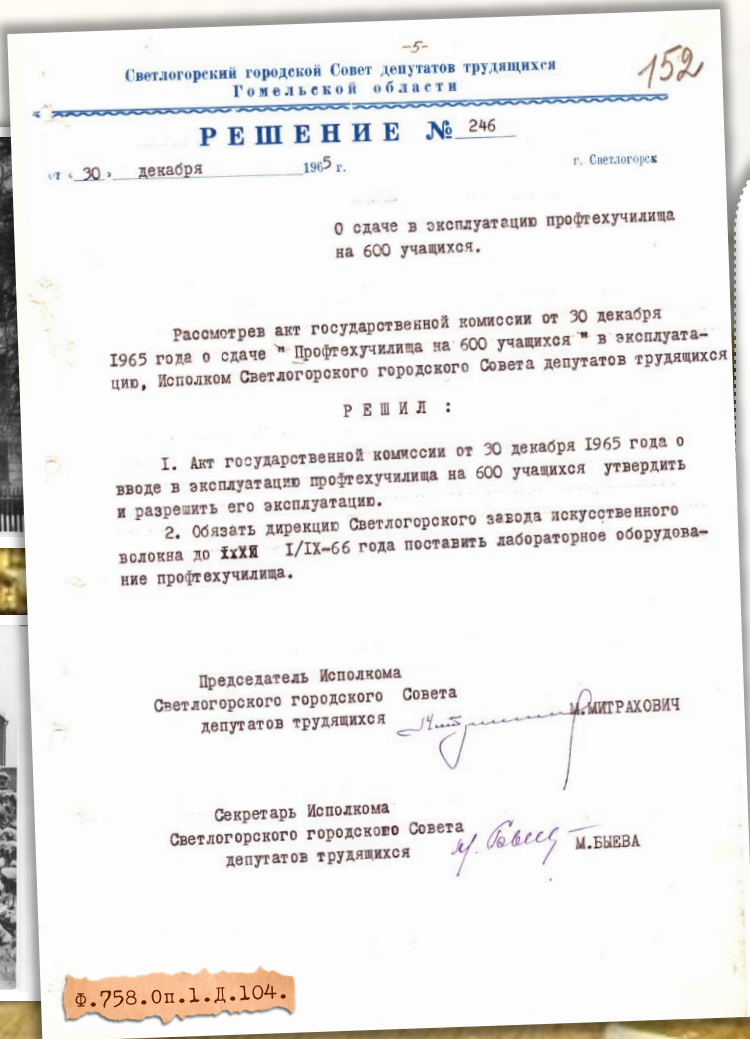 -5-
152
Светлогорский городской Совет депутатов трудящихся
Гомельской области
РЕШЕНИЕ № 246
от « 30 » декабря 1965 г. г. Светлогорск
О сдаче в эксплуатацию профтехучилища
на 600 учащихся.
Рассмотрев акт государственной комиссии от 30 декабря
1965 года о сдаче " Профтехучилища на 600 учащихся " в эксплуата-
цию, Исполком Светлогорского городского Совета депутатов трудящихся
РЕШИЛ :
1. Акт государственной комиссии от 30 декабря 1965 года о
вводе в эксплуатацию профтехучилища на 600 учащихся утвердить
и разрешить его эксплуатацию.
2. Обязать дирекцию Светлогорского завода искусственного
волокна до I/IX-66 года поставить лабораторное оборудова-
ние профтехучилища.
Председатель Исполкома
Светлогорского городского Совета
депутатов трудящихся М.МИТРАХОВИЧ
Секретарь Исполкома
Светлогорского городского Совета
депутатов трудящихся М.БЫЕВА
Ф.758.Оп.1.Д.104.